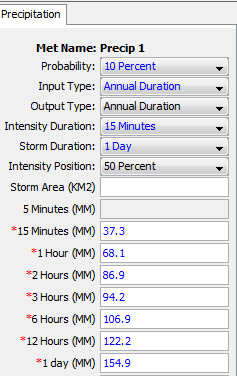 Precipitation
Met Name: Precip 1
Probability: 10 Percent
Input Type: Annual Duration
Output Type: Annual Duration
Intensity Duration: 15 Minutes
Storm Duration: 1 Day
Intensity Position: 50 Percent
Storm Area (KM2)
5 Minutes (MM)
*15 Minutes (MM) 37.3
*1 Hour (MM) 68.1
*2 Hours (MM) 86.9
*3 Hours (MM) 94.2
*6 Hours (MM) 106.9
*12 Hours (MM) 122.2
*1 day (MM) 154.9